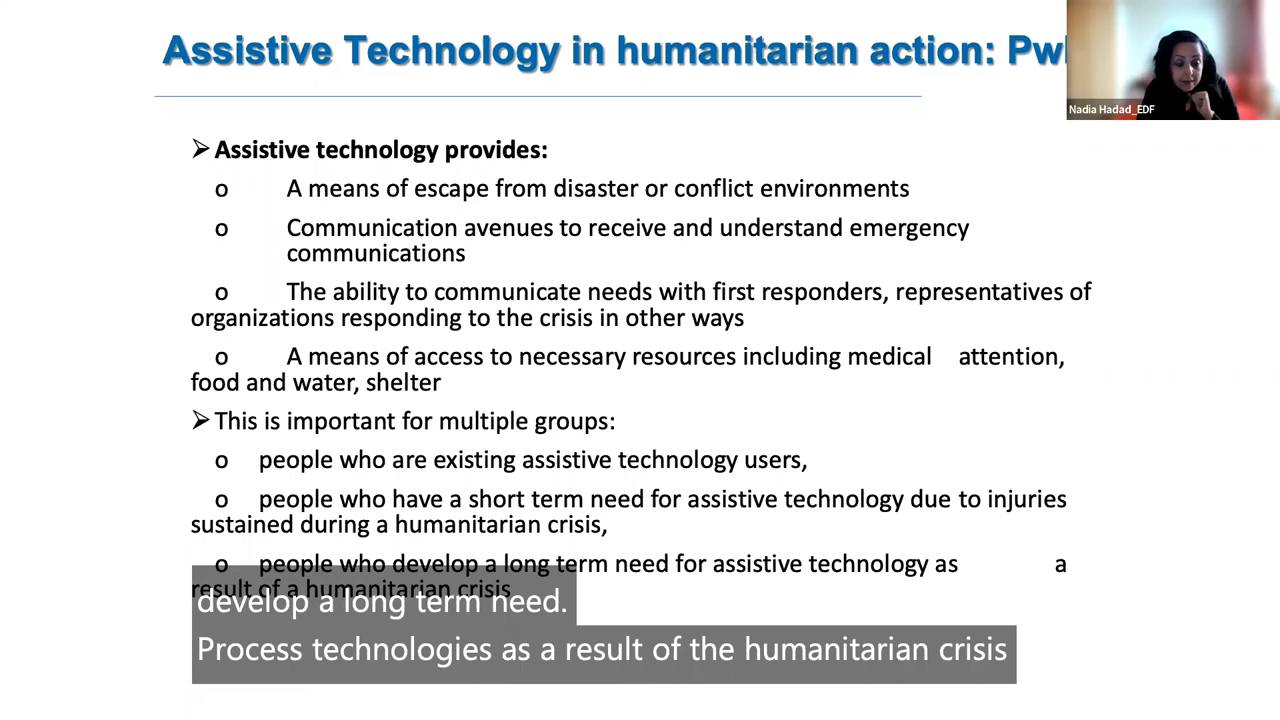 Assistive Technology in humanitarian action: Pw
Nadia Hadad_EDF
➢ Assistive technology provides:
o A means of escape from disaster or conflict environments
o Communication avenues to receive and understand emergency
communications
o The ability to communicate needs with first responders, representatives of
organizations responding to the crisis in other ways
o A means of access to necessary resources including medical attention,
food and water, shelter
➢ This is important for multiple groups:
o people who are existing assistive technology users,
o people who have a short term need for assistive technology due to injuries
sustained during a humanitarian crisis,
o people who develop a long term need for assistive technology as a
result of a humanitarian crisis
develop a long term need.
Process technologies as a result of the humanitarian crisis